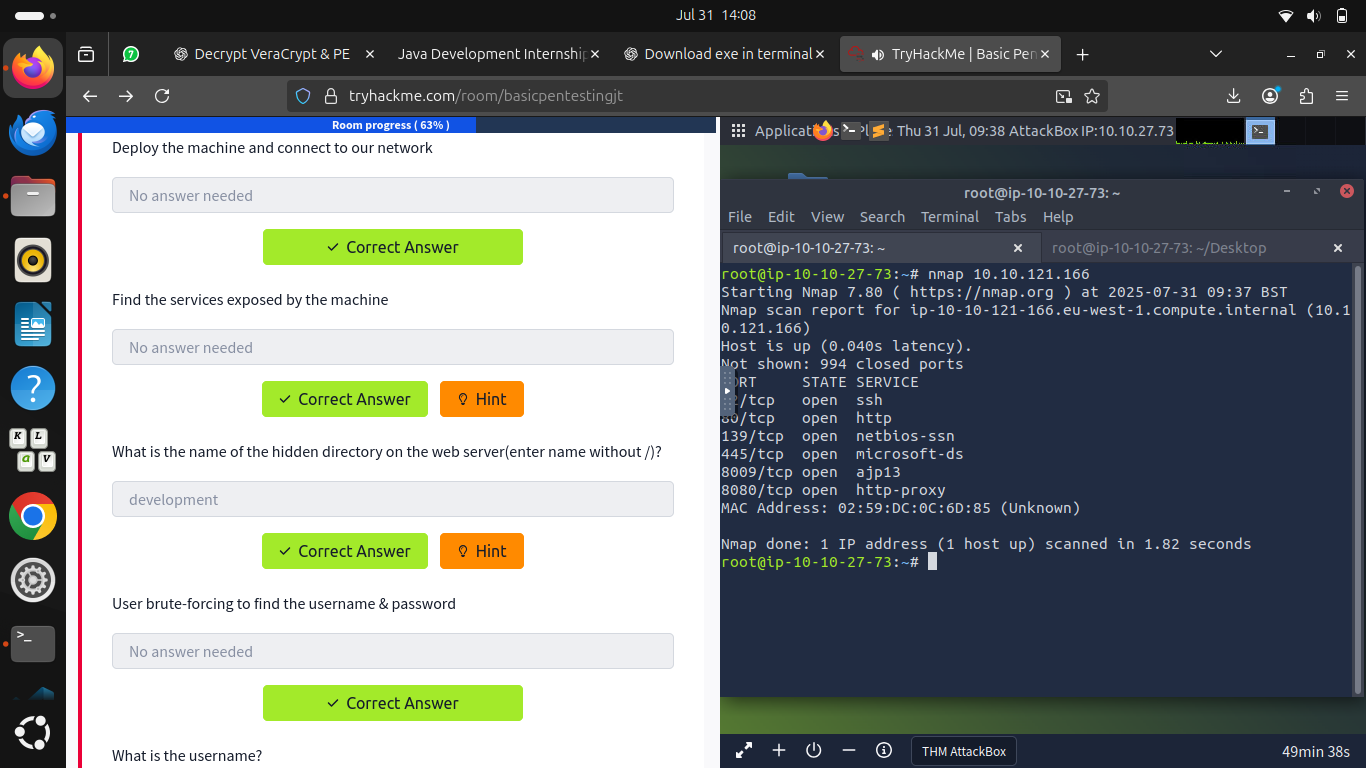 Jul 31 14:08
7
Decrypt VeraCrypt & PE
Java Development Internshi
Download exe in terminal
TryHackMe | Basic Pen
tryhackme.com/room/basicpentestingjt
Room progress ( 63% )
Deploy the machine and connect to our network
No answer needed
Correct Answer
Find the services exposed by the machine
No answer needed
Correct Answer
Hint
What is the name of the hidden directory on the web server(enter name without /)?
development
Correct Answer
Hint
User brute-forcing to find the username & password
No answer needed
Correct Answer
What is the username?
K L
a V
Thu 31 Jul, 09:38 AttackBox IP:10.10.27.73
root@ip-10-10-27-73: ~
File Edit View Search Terminal Tabs Help
root@ip-10-10-27-73: ~
root@ip-10-10-27-73: ~/Desktop
root@ip-10-10-27-73:~# nmap 10.10.121.166
Starting Nmap 7.80 ( https://nmap.org ) at 2025-07-31 09:37 BST
Nmap scan report for ip-10-10-121-166.eu-west-1.compute.internal (10.1
0.121.166)
Host is up (0.040s latency).
Not shown: 994 closed ports
PORT STATE SERVICE
22/tcp open ssh
80/tcp open http
139/tcp open netbios-ssn
445/tcp open microsoft-ds
8009/tcp open ajp13
8080/tcp open http-proxy
MAC Address: 02:59:DC:0C:6D:85 (Unknown)
Nmap done: 1 IP address (1 host up) scanned in 1.82 seconds
root@ip-10-10-27-73:~#
THM AttackBox
49min 38s